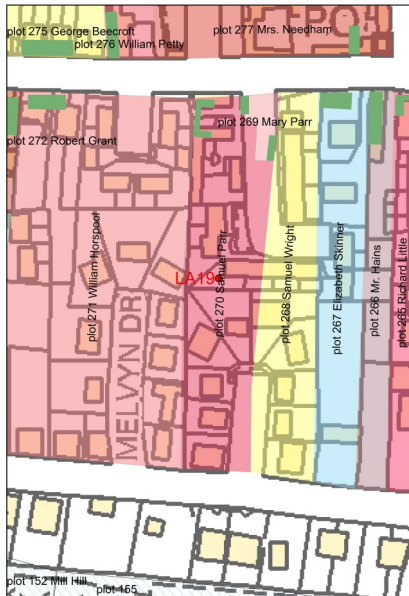 plot 275 George Beecroft
plot 276 William Petty
plot 277 Mrs. Needham
plot 269 Mary Parr
plot 272 Robert Grant
plot 271 William Horspool
LA19
plot 270 Samuel Parr
plot 268 Samuel Wright
plot 267 Elizabeth Skinner
plot 266 Mr. Hains
plot 265 Richard Little
MELVYN DR
plot 152 Mill Hill
plot 155